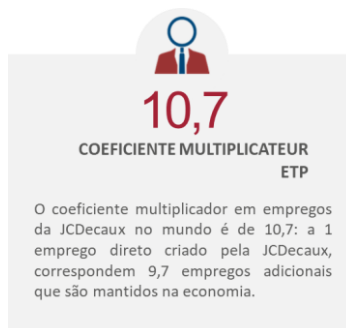 10,7
COEFICIENTE MULTIPLICATEUR
ETP
O coeficiente multiplicador em empregos
da JCDecaux no mundo é de 10,7: a 1
emprego direto criado pela JCDecaux,
correspondem 9,7 empregos adicionais
que são mantidos na economia.